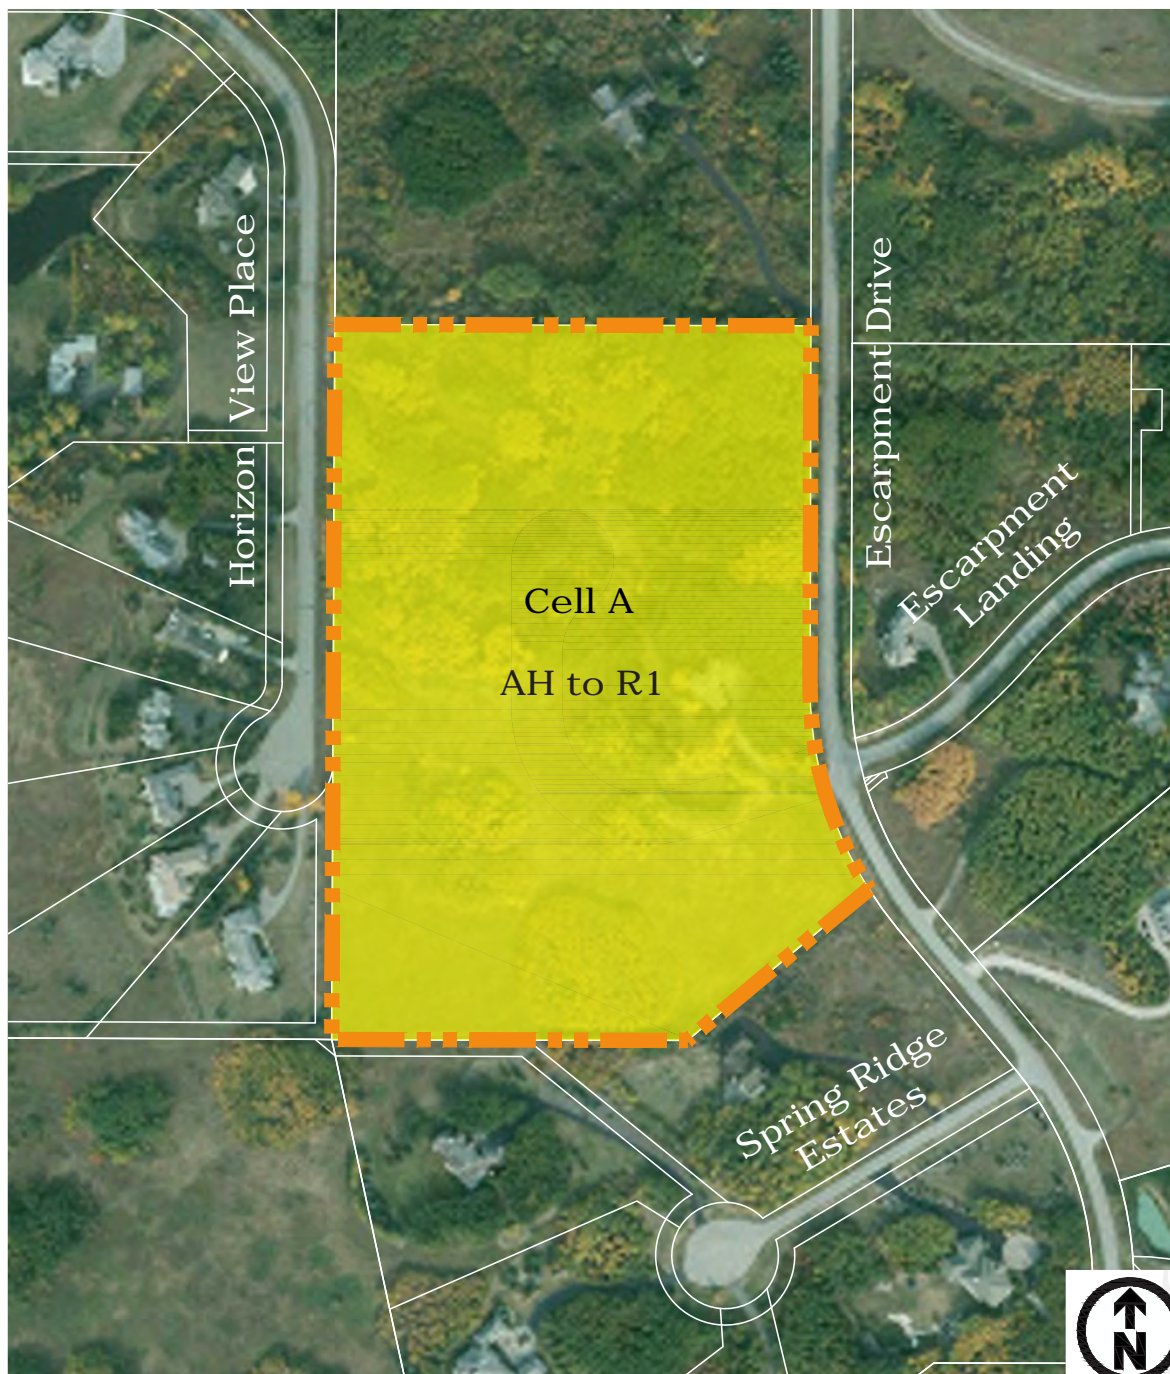 Horizon View Place
Escarpment Drive
Escarpment
Landing
Cell A
AH to R1
Spring Ridge
Estates
N